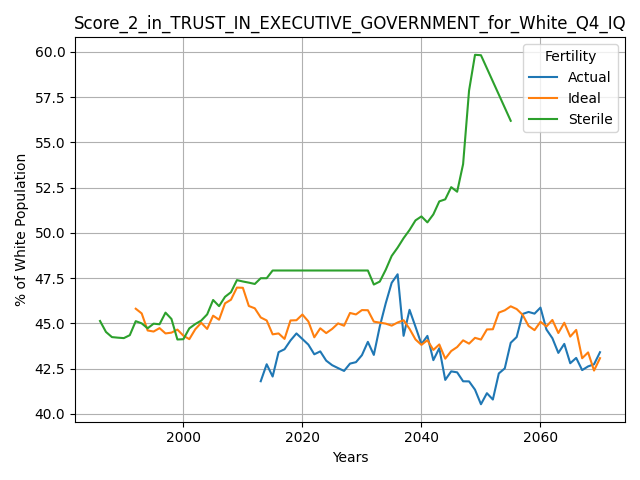 Score_2_in_TRUST_IN_EXECUTIVE_GOVERNMENT_for_White_Q4_IQ
60.0
57.5
55.0
52.5
50.0
47.5
45.0
42.5
40.0
% of White Population
Fertility
Actual
Ideal
Sterile
2000
2020
2040
2060
Years